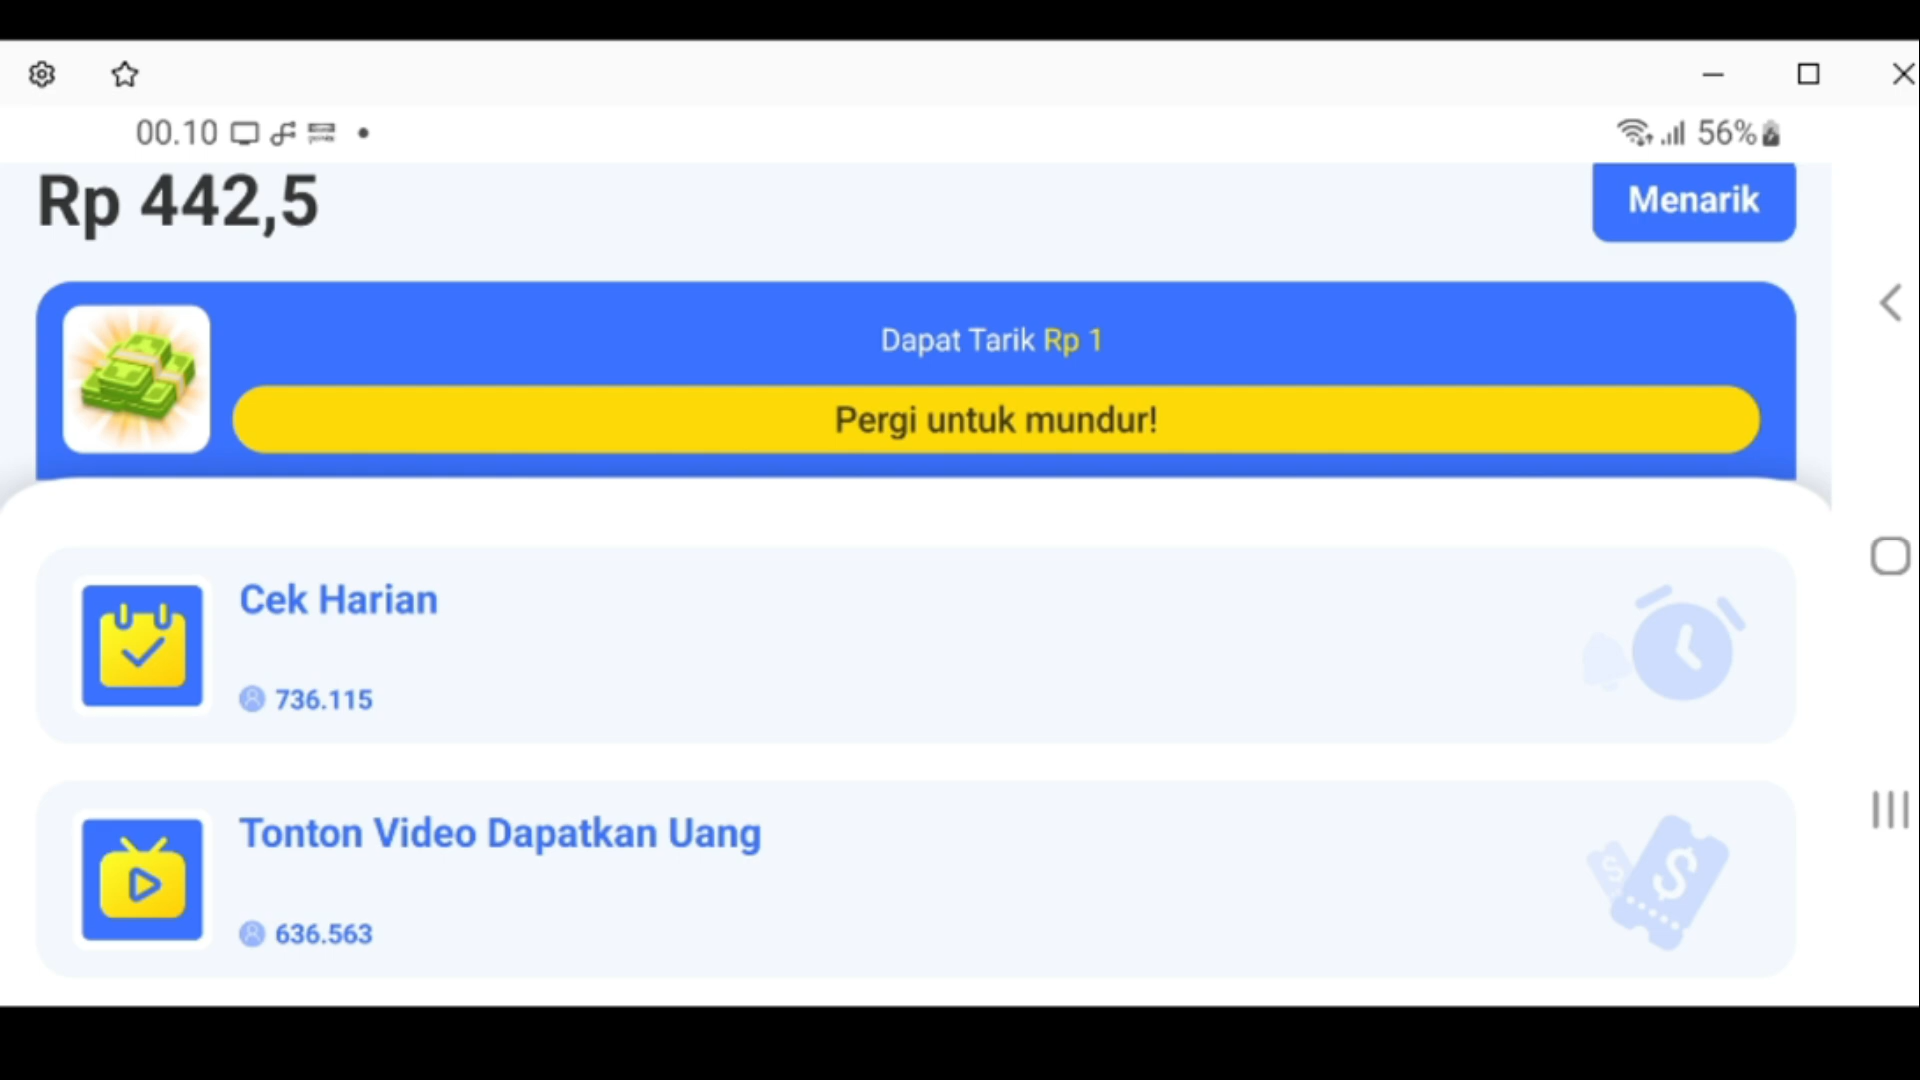 00.10
56%
Rp 442,5
Menarik
Dapat Tarik Rp 1
Pergi untuk mundur!
Cek Harian
736.115
Tonton Video Dapatkan Uang
636.563